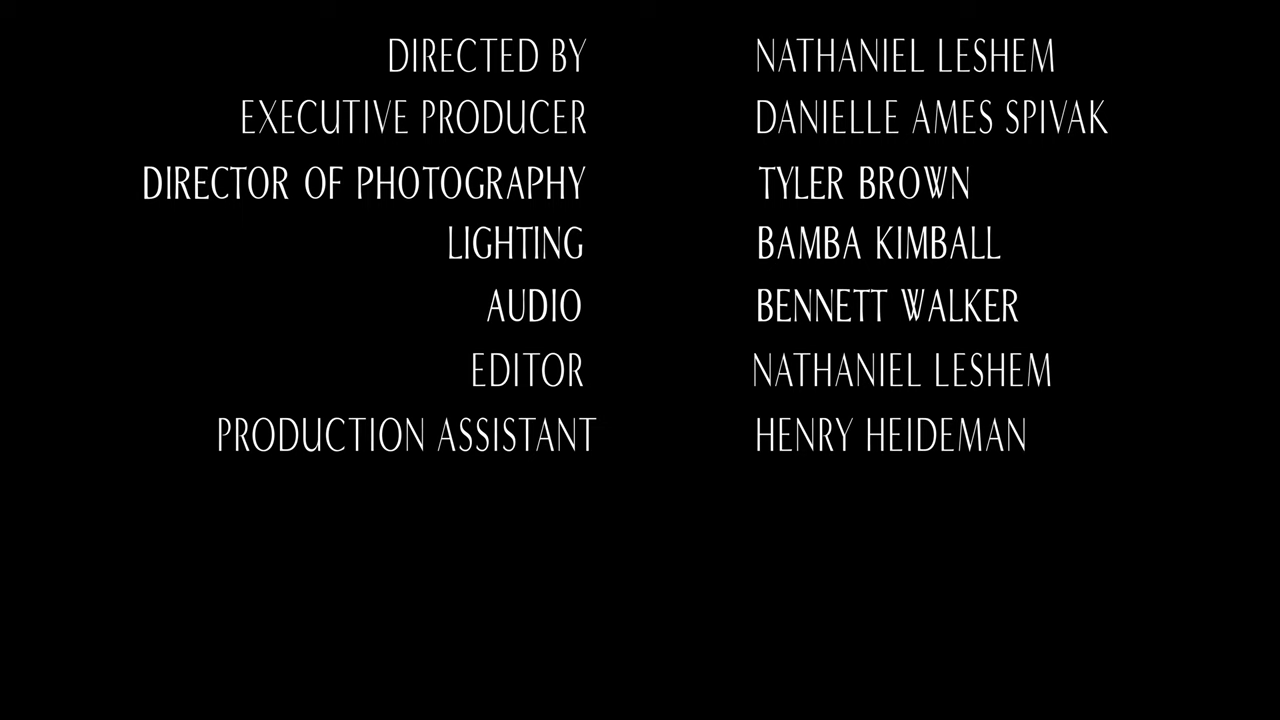 DIRECTED BY NATHANIEL LESHEM
EXECUTIVE PRODUCER DANIELLE AMES SPIVAK
DIRECTOR OF PHOTOGRAPHY TYLER BROWN
LIGHTING BAMBA KIMBALL
AUDIO BENNETT WALKER
EDITOR NATHANIEL LESHEM
PRODUCTION ASSISTANT HENRY HEIDEMAN